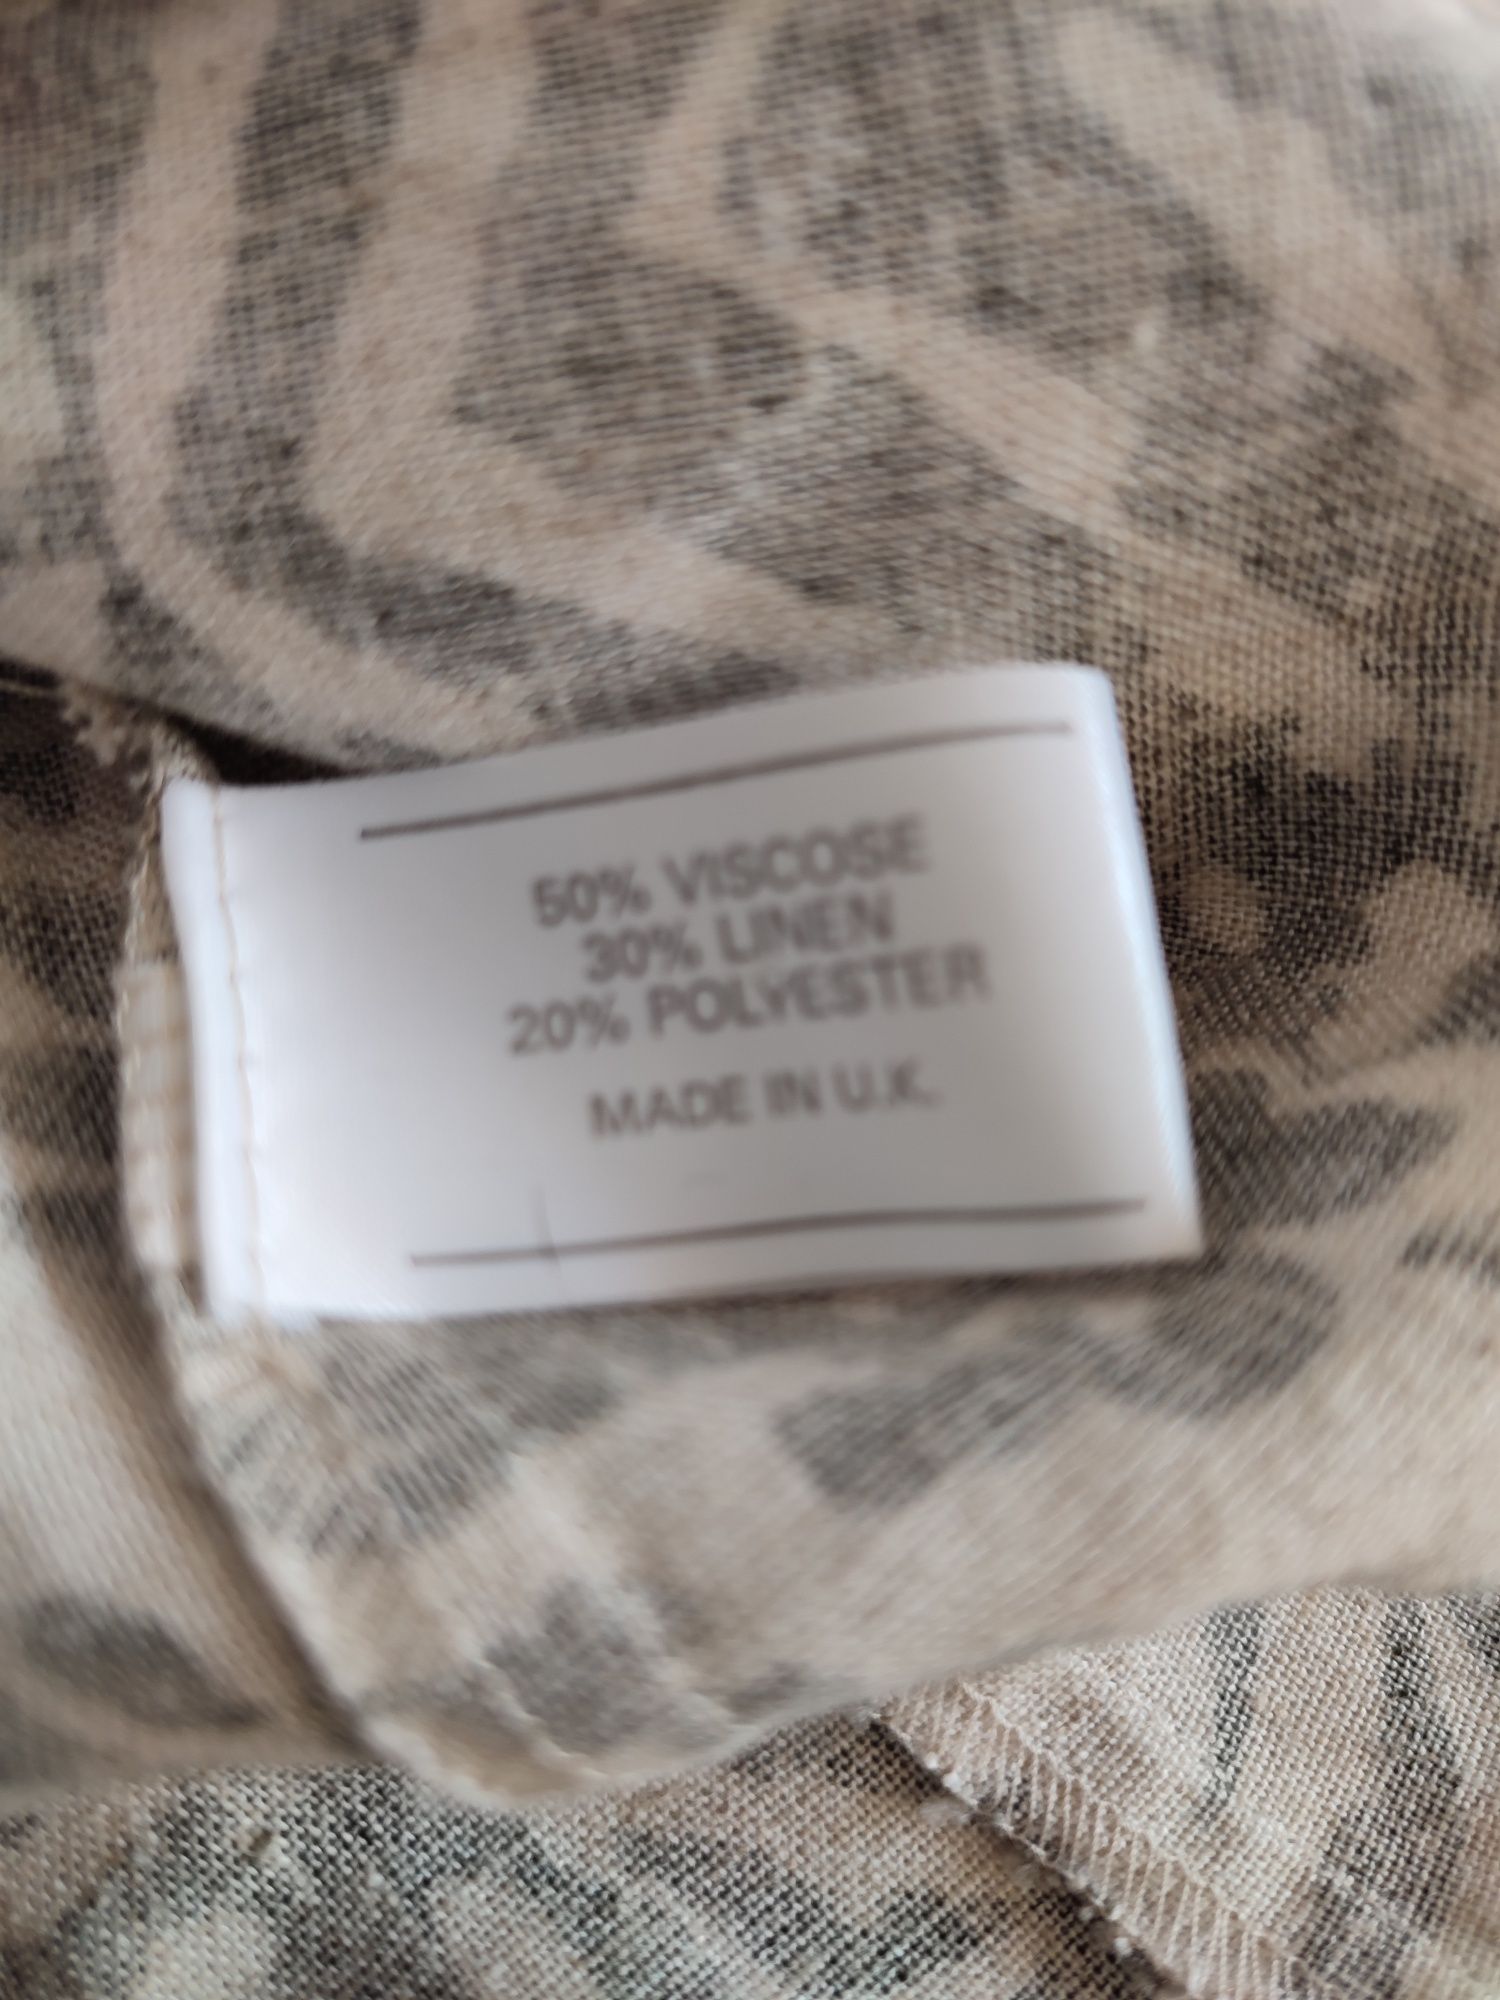 50% VISCOSE
30% LINEN
20% POLYESTER
MADE IN U.K.